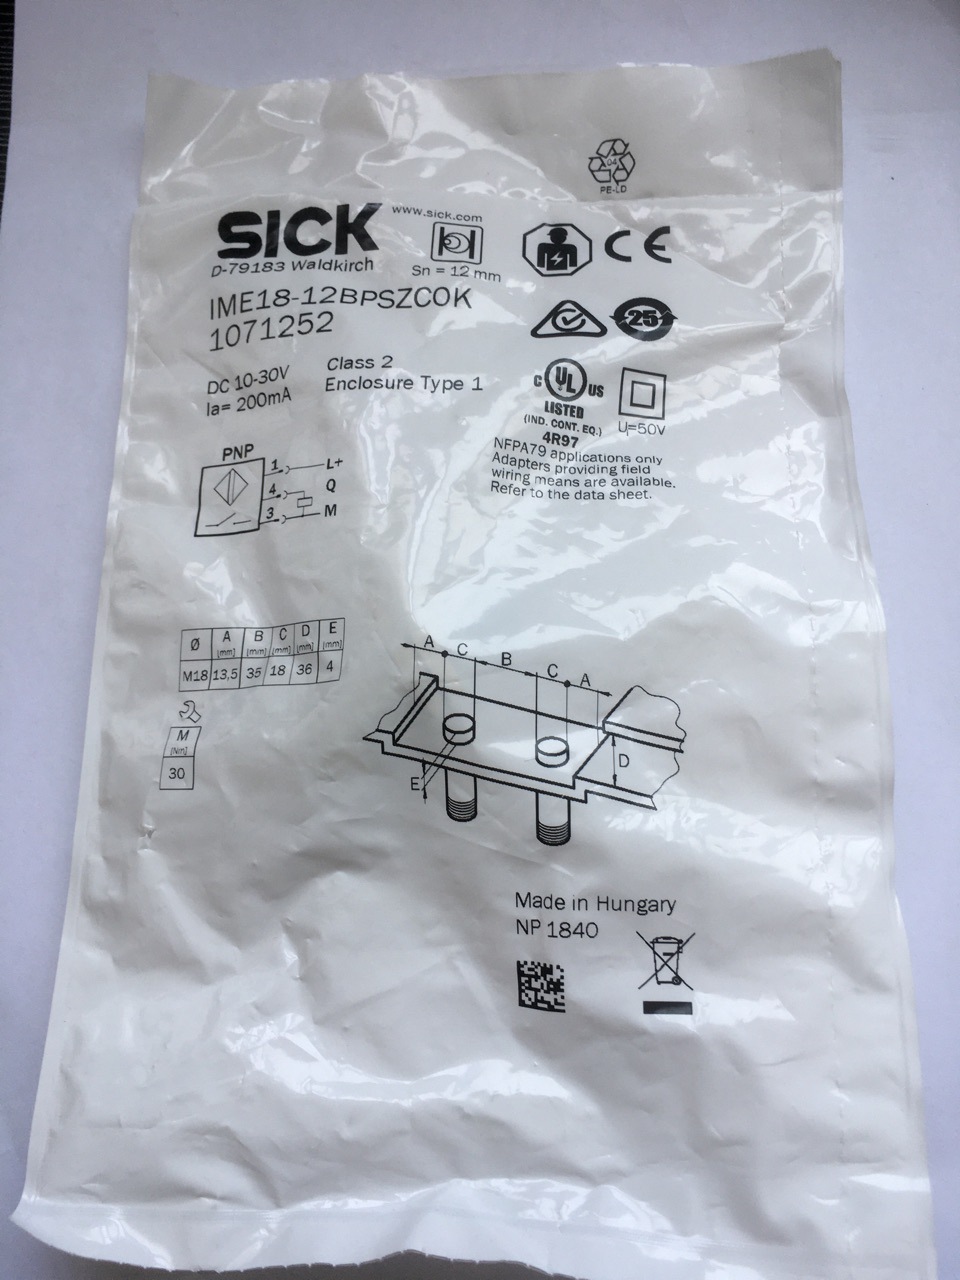 04
PE-LD
SICK
www.sick.com
D-79183 Waldkirch
Sn = 12 mm
CE
IME18-12BPSZC0K
1071252
25
DC 10-30V
Ia= 200mA
Class 2
Enclosure Type 1
C UL US
LISTED
(IND. CONT. EQ.)
4R97
Ui=50V
NFPA79 applications only
Adapters providing field
wiring means are available.
Refer to the data sheet.
PNP
1 L+
4 Q
3 M
Ø A B C D E
[mm] [mm] [mm] [mm] [mm]
M18 13,5 35 18 36 4
M
[Nm]
30
A C B C A
D
E
Made in Hungary
NP 1840